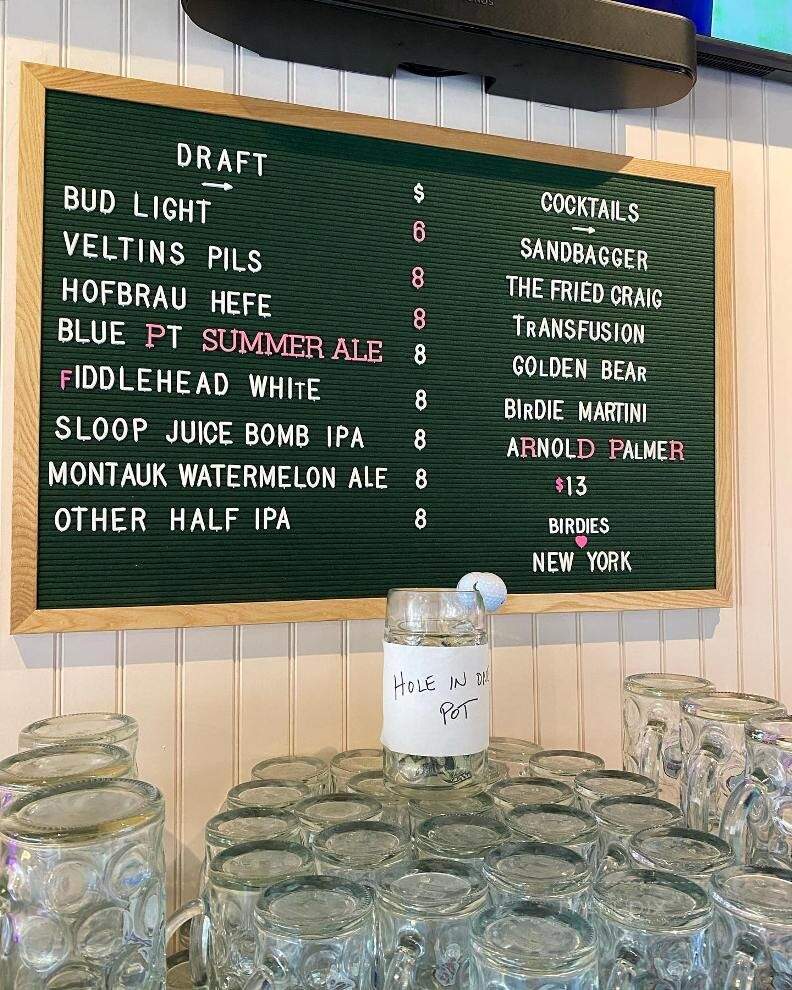 DRAFT
$
BUD LIGHT 6
VELTINS PILS 8
HOFBRAU HEFE 8
BLUE PT SUMMER ALE 8
FIDDLEHEAD WHITE 8
SLOOP JUICE BOMB IPA 8
MONTAUK WATERMELON ALE 8
OTHER HALF IPA 8
COCKTAILS
SANDBAGGER
THE FRIED CRAIG
TRANSFUSION
GOLDEN BEAR
BIRDIE MARTINI
ARNOLD PALMER
$13
BIRDIES
NEW YORK
HOLE IN ONE
POT